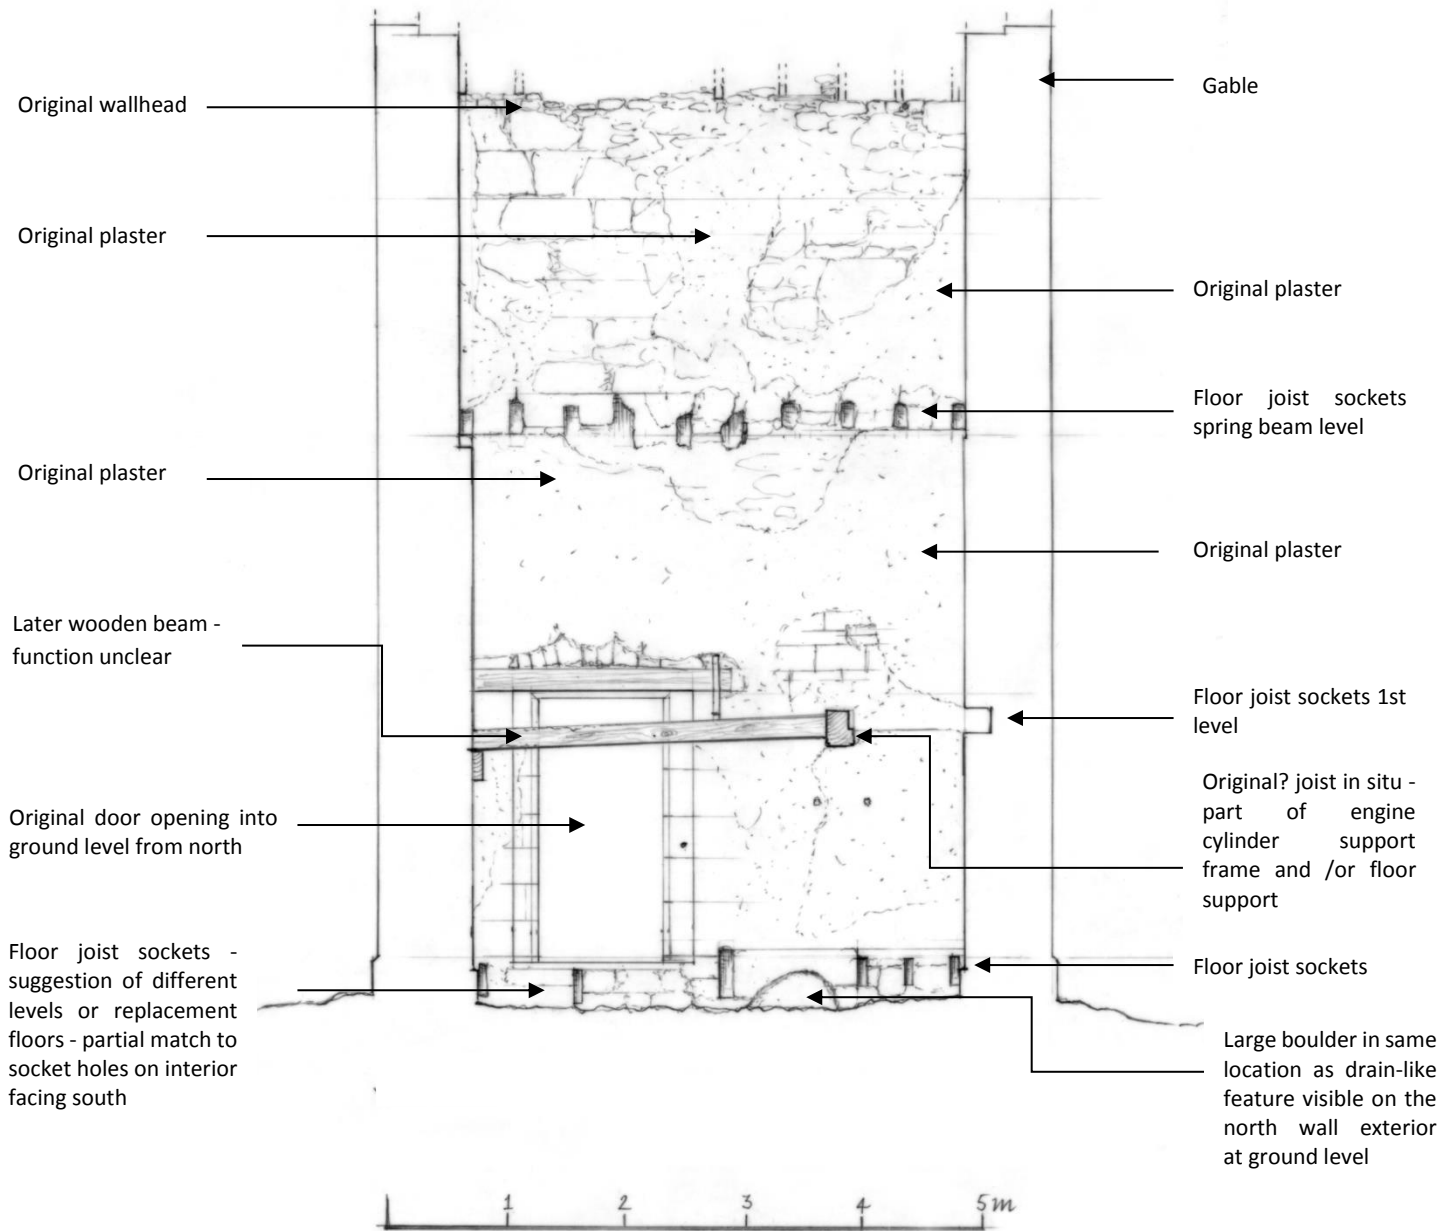 Original wallhead
Original plaster
Original plaster
Later wooden beam -
function unclear
Original door opening into
ground level from north
Floor joist sockets -
suggestion of different
levels or replacement
floors - partial match to
socket holes on interior
facing south
Gable
Original plaster
Floor joist sockets
spring beam level
Original plaster
Floor joist sockets 1st
level
Original? joist in situ -
part of engine
cylinder support
frame and /or floor
support
Floor joist sockets
Large boulder in same
location as drain-like
feature visible on the
north wall exterior
at ground level
1 2 3 4 5m